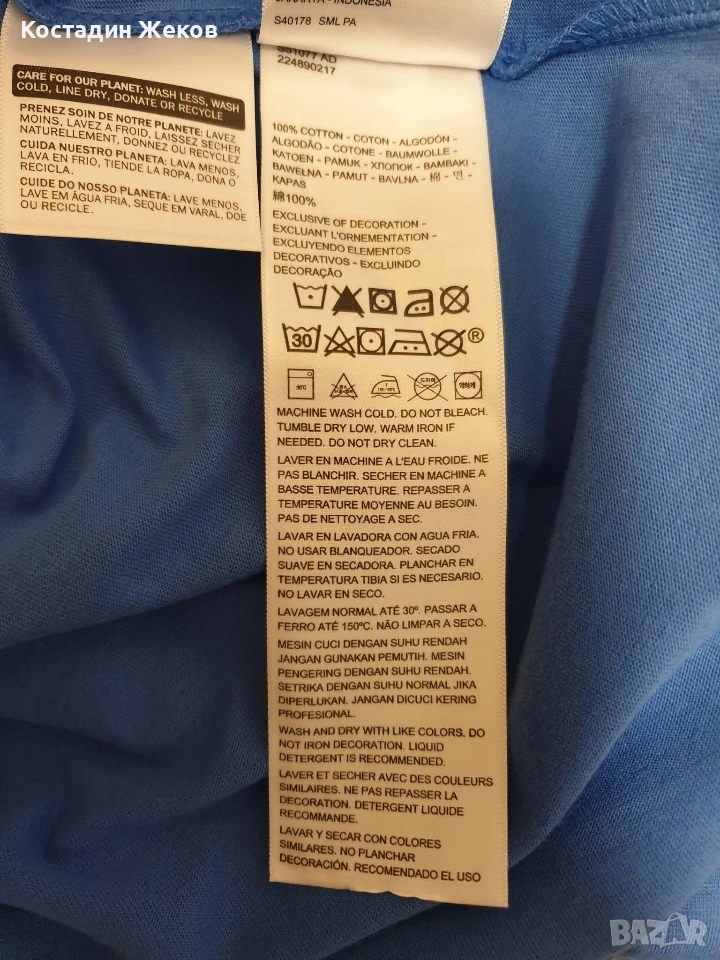 Костадин Жеков
JAKARTA - INDONESIA
S40178 SML PA
S51077 AD
224890217
CARE FOR OUR PLANET: WASH LESS, WASH
COLD, LINE DRY, DONATE OR RECYCLE
PRENEZ SOIN DE NOTRE PLANETE: LAVEZ
MOINS, LAVEZ A FROID, LAISSEZ SECHER
NATURELLEMENT, DONNEZ OU RECYCLEZ
CUIDA NUESTRO PLANETA: LAVA MENOS,
LAVA EN FRIO, TIENDE LA ROPA, DONA O
RECICLA.
CUIDE DO NOSSO PLANETA: LAVE MENOS,
LAVE EM ÁGUA FRIA, SEQUE EM VARAL, DOE
OU RECICLE.
100% COTTON - COTON - ALGODÓN -
ALGODÃO - COTONE - BAUMWOLLE -
KATOEN - PAMUK - ХЛОПОК - BAMBAKI -
BAWEŁNA - PAMUT - BAVLNA - 棉 - 면 -
KAPAS
綿100%
EXCLUSIVE OF DECORATION -
EXCLUANT L'ORNEMENTATION -
EXCLUYENDO ELEMENTOS
DECORATIVOS - EXCLUINDO
DECORAÇÃO
30 ®
MACHINE WASH COLD. DO NOT BLEACH.
TUMBLE DRY LOW. WARM IRON IF
NEEDED. DO NOT DRY CLEAN.
LAVER EN MACHINE A L'EAU FROIDE. NE
PAS BLANCHIR. SECHER EN MACHINE A
BASSE TEMPERATURE. REPASSER A
TEMPERATURE MOYENNE AU BESOIN.
PAS DE NETTOYAGE A SEC.
LAVAR EN LAVADORA CON AGUA FRIA.
NO USAR BLANQUEADOR. SECADO
SUAVE EN SECADORA. PLANCHAR EN
TEMPERATURA TIBIA SI ES NECESARIO.
NO LAVAR EN SECO.
LAVAGEM NORMAL ATÉ 30º. PASSAR A
FERRO ATÉ 150ºC. NÃO LIMPAR A SECO.
MESIN CUCI DENGAN SUHU RENDAH
JANGAN GUNAKAN PEMUTIH. MESIN
PENGERING DENGAN SUHU RENDAH.
SETRIKA DENGAN SUHU NORMAL JIKA
DIPERLUKAN. JANGAN DICUCI KERING
PROFESIONAL.
WASH AND DRY WITH LIKE COLORS. DO
NOT IRON DECORATION. LIQUID
DETERGENT IS RECOMMENDED.
LAVER ET SECHER AVEC DES COULEURS
SIMILAIRES. NE PAS REPASSER LA
DECORATION. DETERGENT LIQUIDE
RECOMMANDE.
LAVAR Y SECAR CON COLORES
SIMILARES. NO PLANCHAR
DECORACIÓN. RECOMENDADO EL USO
BAZAR